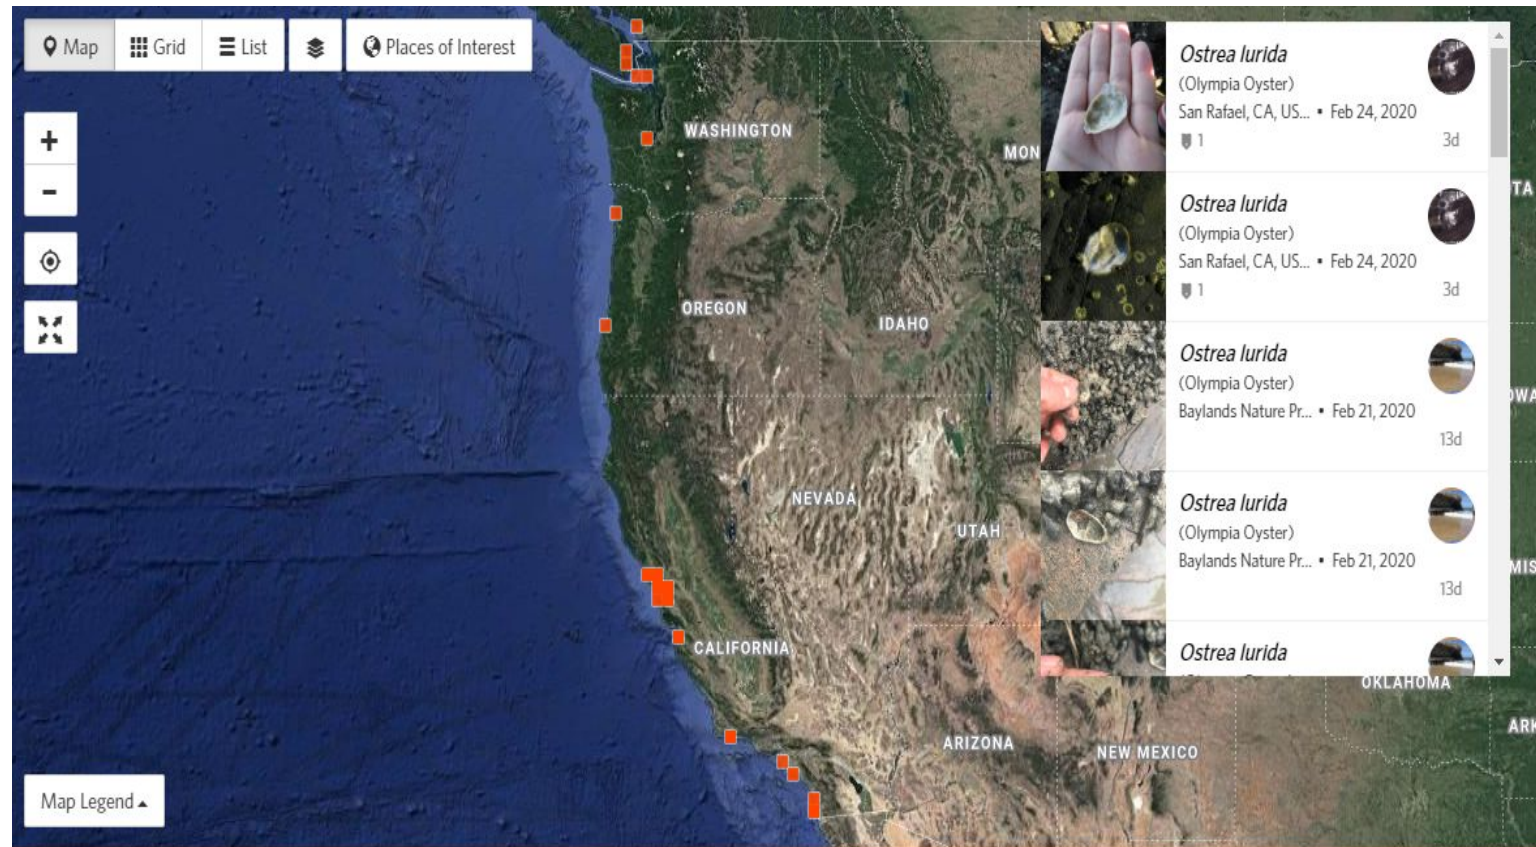 Map
Grid
List
Places of Interest
+
-
WASHINGTON
MON
OREGON
IDAHO
NEVADA
UTAH
CALIFORNIA
ARIZONA
NEW MEXICO
OKLAHOMA
TA
OWA
MIS
ARK
Map Legend
Ostrea lurida
(Olympia Oyster)
San Rafael, CA, US... • Feb 24, 2020
1
3d
Ostrea lurida
(Olympia Oyster)
San Rafael, CA, US... • Feb 24, 2020
1
3d
Ostrea lurida
(Olympia Oyster)
Baylands Nature Pr... • Feb 21, 2020
13d
Ostrea lurida
(Olympia Oyster)
Baylands Nature Pr... • Feb 21, 2020
13d
Ostrea lurida